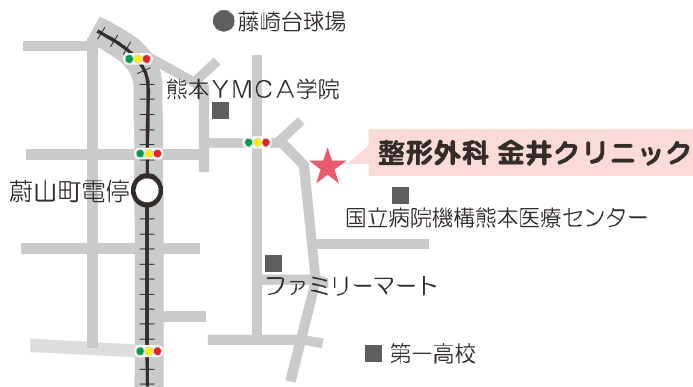 藤崎台球場
熊本YMCA学院
整形外科 金井クリニック
蔚山町電停
国立病院機構熊本医療センター
ファミリーマート
第一高校